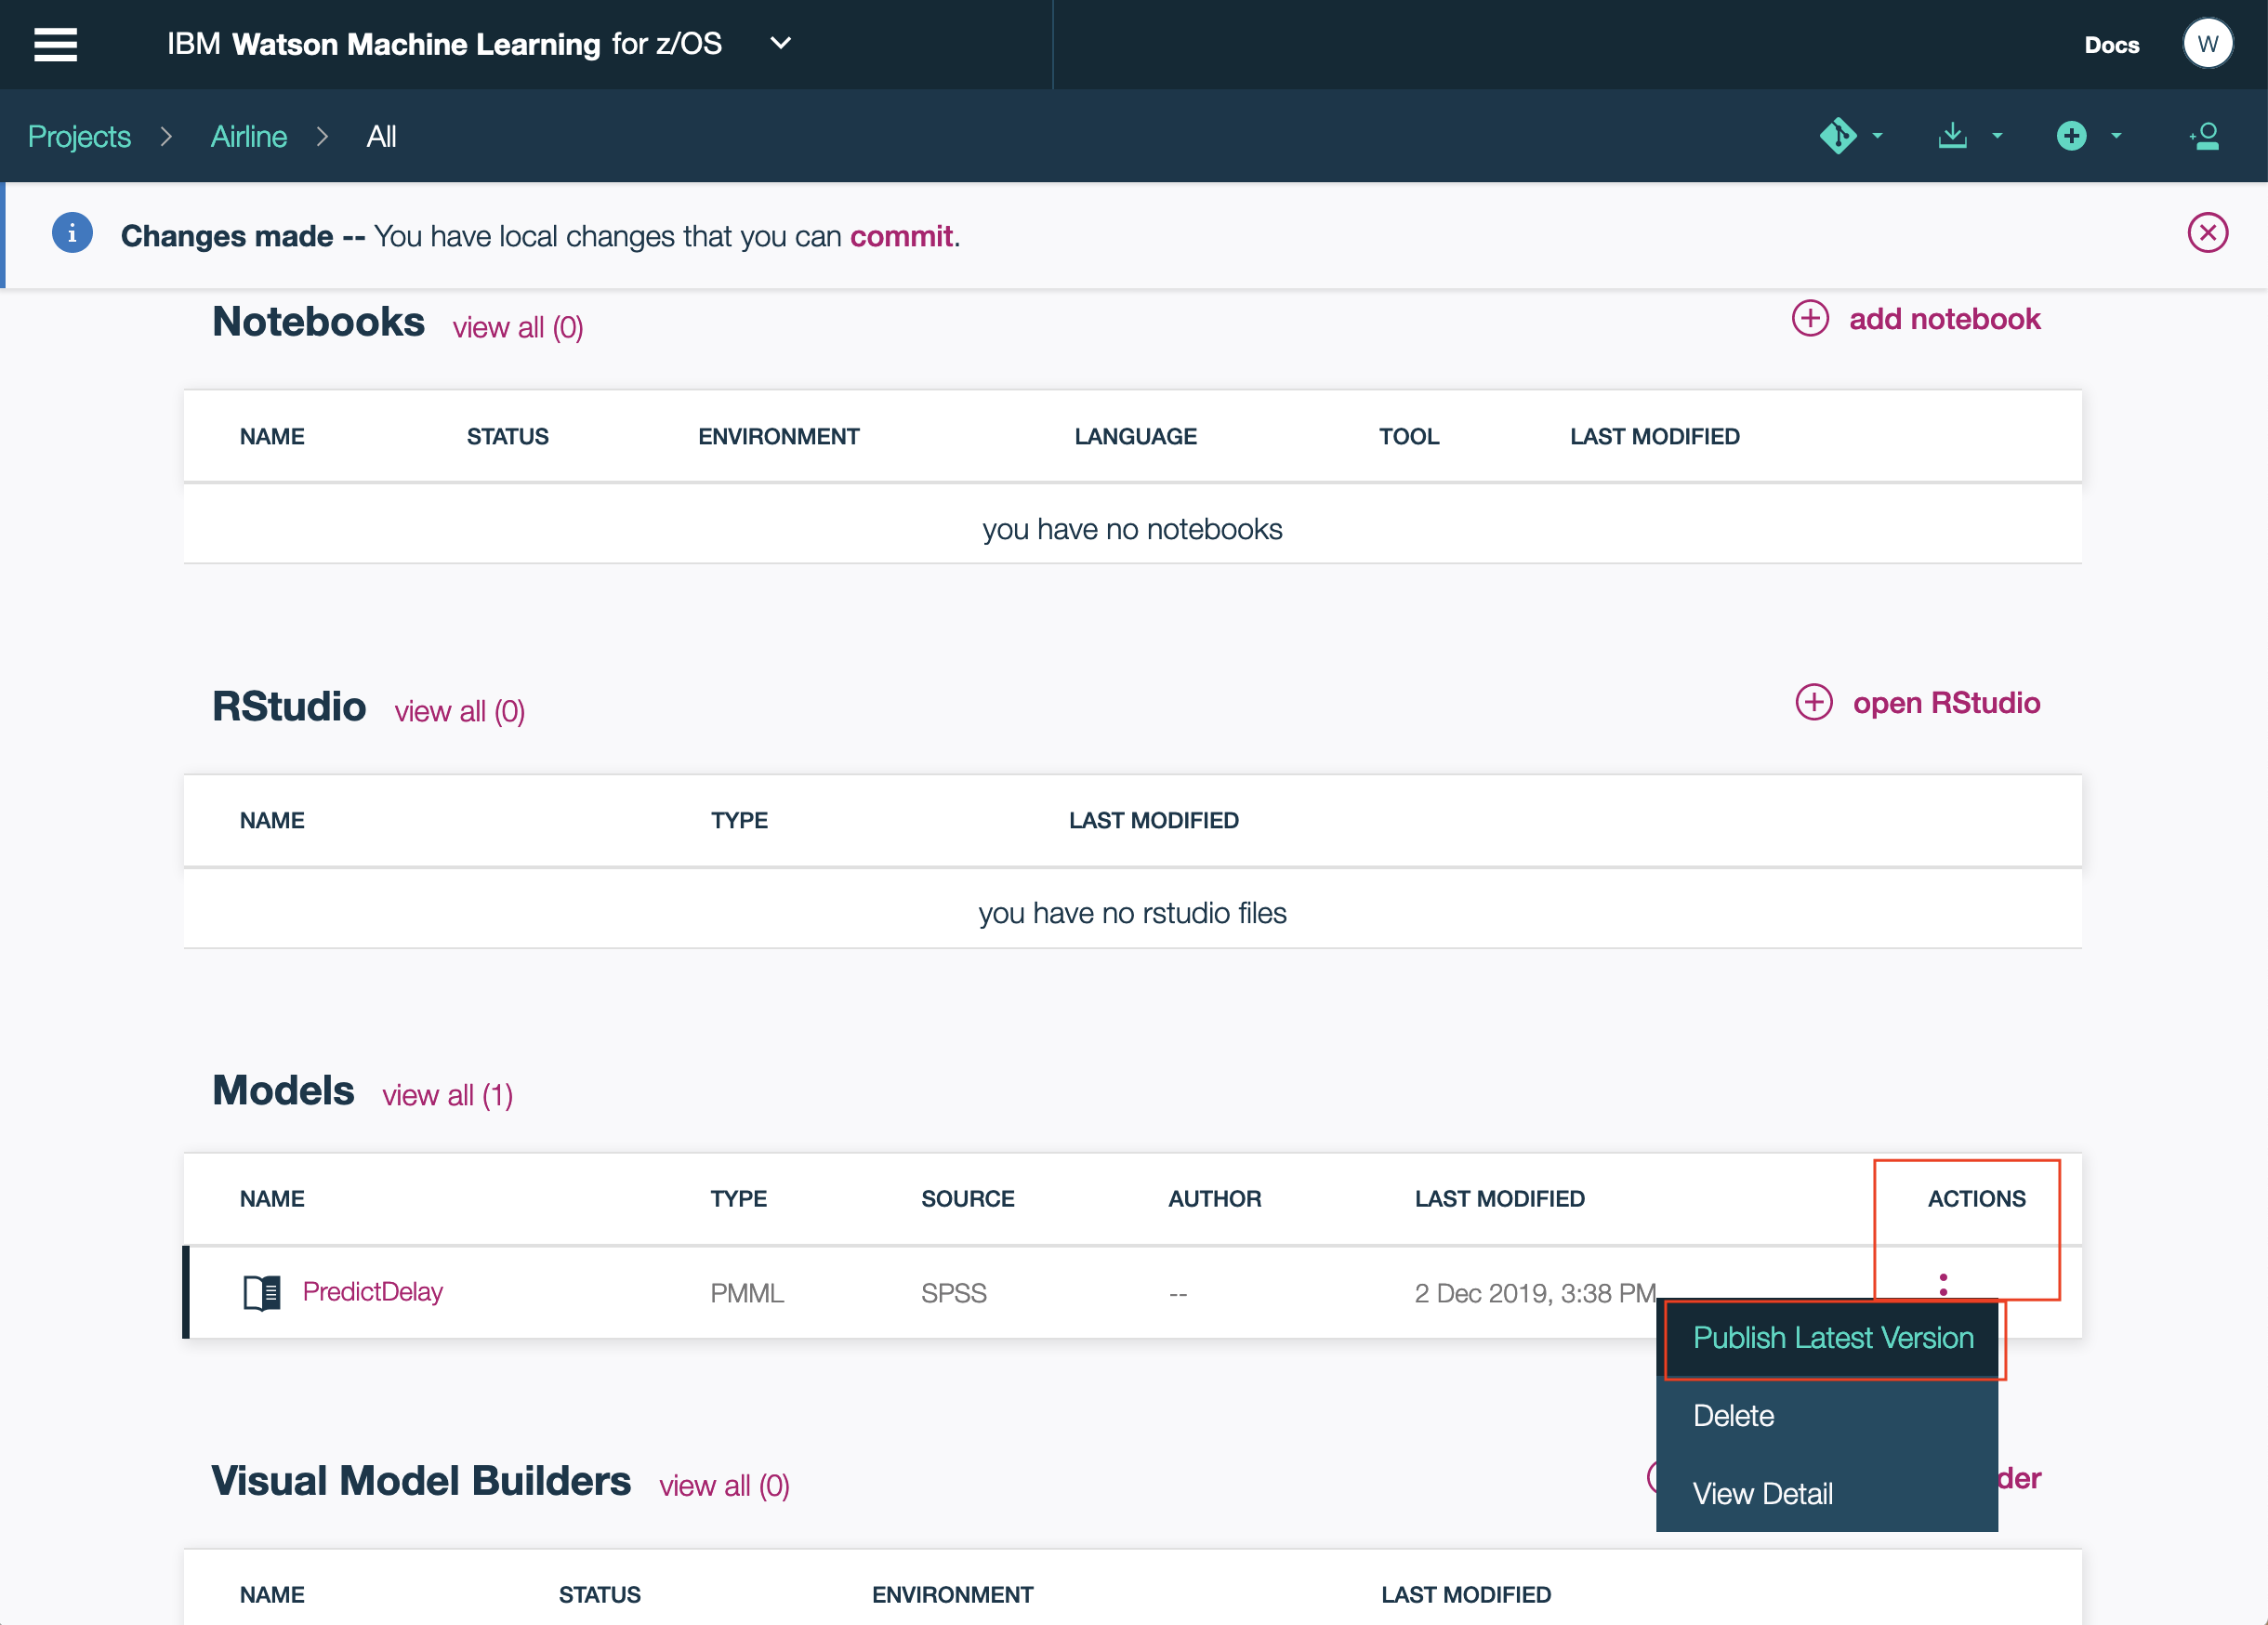 IBM Watson Machine Learning for z/OS
Docs
W
Projects > Airline > All
Changes made -- You have local changes that you can commit.
Notebooks view all (0)
add notebook
NAME STATUS ENVIRONMENT LANGUAGE TOOL LAST MODIFIED
you have no notebooks
RStudio view all (0)
open RStudio
NAME TYPE LAST MODIFIED
you have no rstudio files
Models view all (1)
NAME TYPE SOURCE AUTHOR LAST MODIFIED ACTIONS
PredictDelay PMML SPSS -- 2 Dec 2019, 3:38 PM
Publish Latest Version
Delete
View Detail
Visual Model Builders view all (0)
der
NAME STATUS ENVIRONMENT LAST MODIFIED